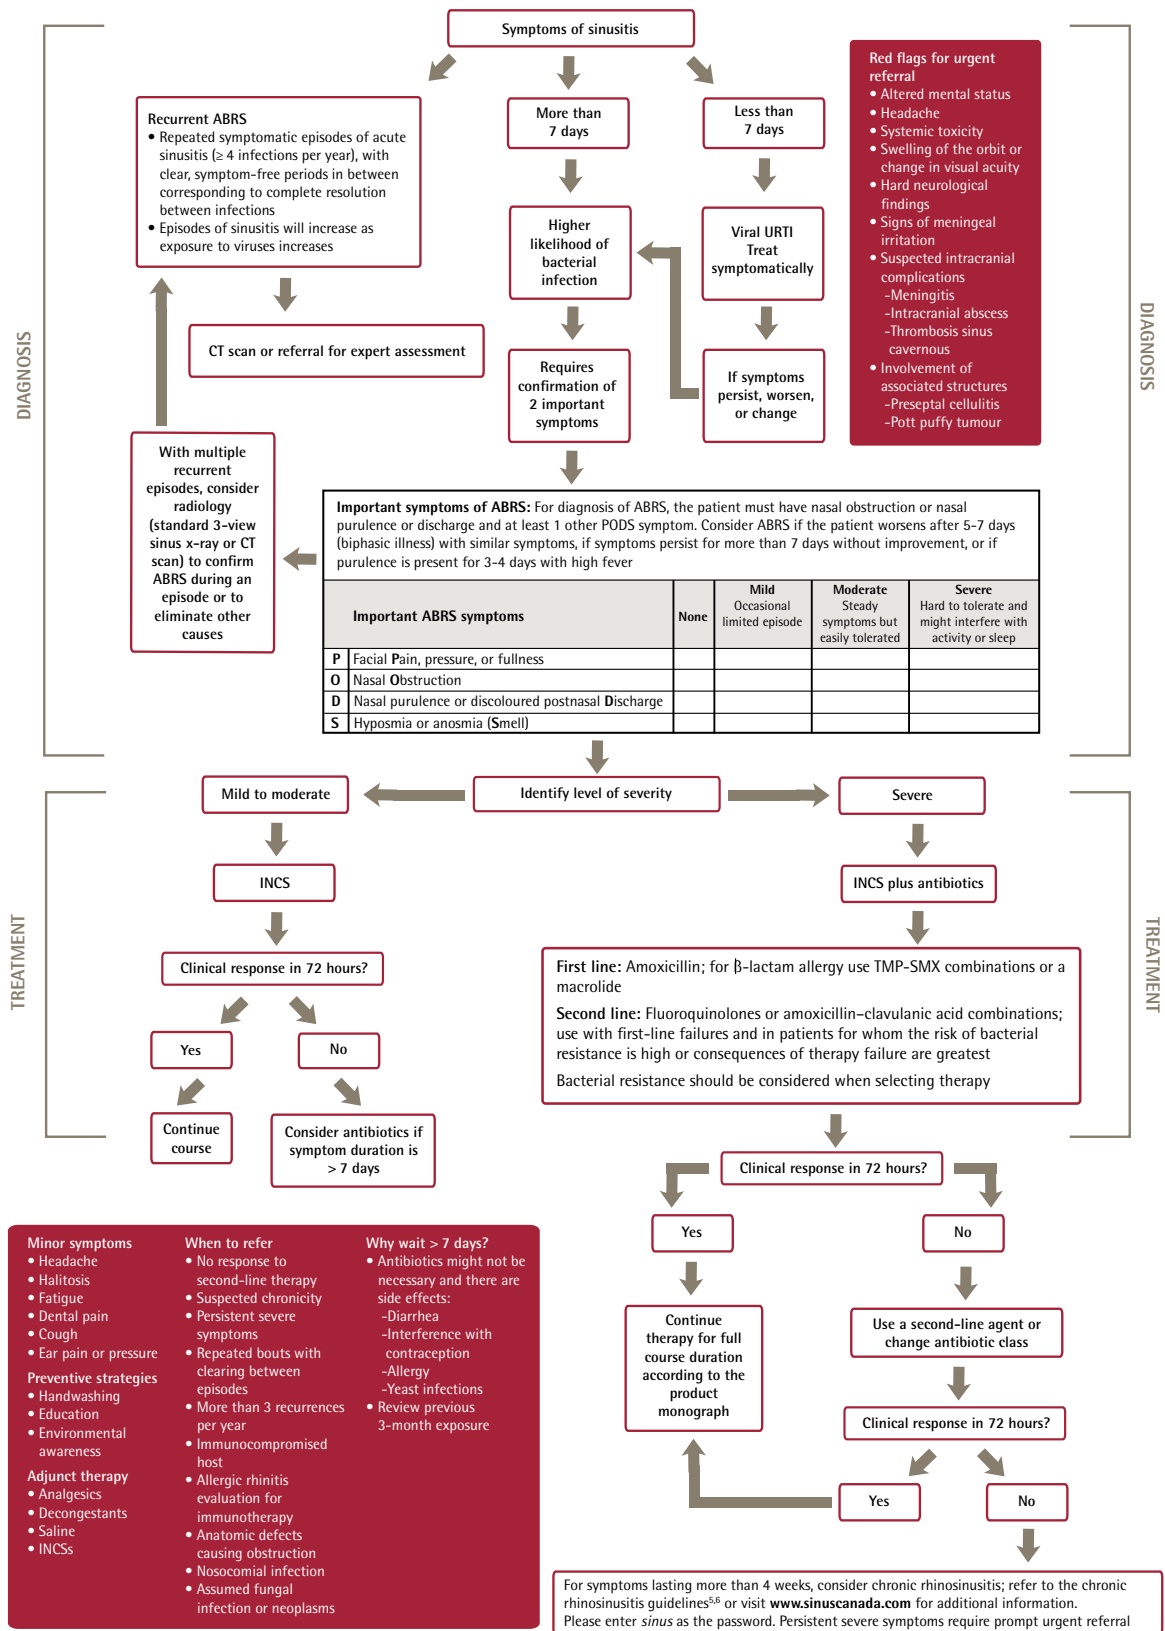 Symptoms of sinusitis
Recurrent ABRS
• Repeated symptomatic episodes of acute
sinusitis (≥ 4 infections per year), with
clear, symptom-free periods in between
corresponding to complete resolution
between infections
• Episodes of sinusitis will increase as
exposure to viruses increases
More than
7 days
Less than
7 days
Red flags for urgent
referral
• Altered mental status
• Headache
• Systemic toxicity
• Swelling of the orbit or
change in visual acuity
• Hard neurological
findings
• Signs of meningeal
irritation
• Suspected intracranial
complications
-Meningitis
-Intracranial abscess
-Thrombosis sinus
cavernous
• Involvement of
associated structures
-Preseptal cellulitis
-Pott puffy tumour
Higher
likelihood of
bacterial
infection
Viral URTI
Treat
symptomatically
DIAGNOSIS
DIAGNOSIS
CT scan or referral for expert assessment
Requires
confirmation of
2 important
symptoms
If symptoms
persist, worsen,
or change
With multiple
recurrent
episodes, consider
radiology
(standard 3-view
sinus x-ray or CT
scan) to confirm
ABRS during an
episode or to
eliminate other
causes
Important symptoms of ABRS: For diagnosis of ABRS, the patient must have nasal obstruction or nasal
purulence or discharge and at least 1 other PODS symptom. Consider ABRS if the patient worsens after 5-7 days
(biphasic illness) with similar symptoms, if symptoms persist for more than 7 days without improvement, or if
purulence is present for 3-4 days with high fever
Important ABRS symptoms
None
Mild
Occasional
limited episode
Moderate
Steady
symptoms but
easily tolerated
Severe
Hard to tolerate and
might interfere with
activity or sleep
P Facial Pain, pressure, or fullness
O Nasal Obstruction
D Nasal purulence or discoloured postnasal Discharge
S Hyposmia or anosmia (Smell)
Mild to moderate
Identify level of severity
Severe
INCS
INCS plus antibiotics
TREATMENT
TREATMENT
Clinical response in 72 hours?
Yes
No
Continue
course
Consider antibiotics if
symptom duration is
> 7 days
First line: Amoxicillin; for β-lactam allergy use TMP-SMX combinations or a
macrolide
Second line: Fluoroquinolones or amoxicillin–clavulanic acid combinations;
use with first-line failures and in patients for whom the risk of bacterial
resistance is high or consequences of therapy failure are greatest
Bacterial resistance should be considered when selecting therapy
Clinical response in 72 hours?
Yes
No
Continue
therapy for full
course duration
according to the
product
monograph
Use a second-line agent or
change antibiotic class
Clinical response in 72 hours?
Yes
No
Minor symptoms
• Headache
• Halitosis
• Fatigue
• Dental pain
• Cough
• Ear pain or pressure
Preventive strategies
• Handwashing
• Education
• Environmental
awareness
Adjunct therapy
• Analgesics
• Decongestants
• Saline
• INCSs
When to refer
• No response to
second-line therapy
• Suspected chronicity
• Persistent severe
symptoms
• Repeated bouts with
clearing between
episodes
• More than 3 recurrences
per year
• Immunocompromised
host
• Allergic rhinitis
evaluation for
immunotherapy
• Anatomic defects
causing obstruction
• Nosocomial infection
• Assumed fungal
infection or neoplasms
Why wait > 7 days?
• Antibiotics might not be
necessary and there are
side effects:
-Diarrhea
-Interference with
contraception
-Allergy
-Yeast infections
• Review previous
3-month exposure
For symptoms lasting more than 4 weeks, consider chronic rhinosinusitis; refer to the chronic
rhinosinusitis guidelines5,6 or visit www.sinuscanada.com for additional information.
Please enter sinus as the password. Persistent severe symptoms require prompt urgent referral